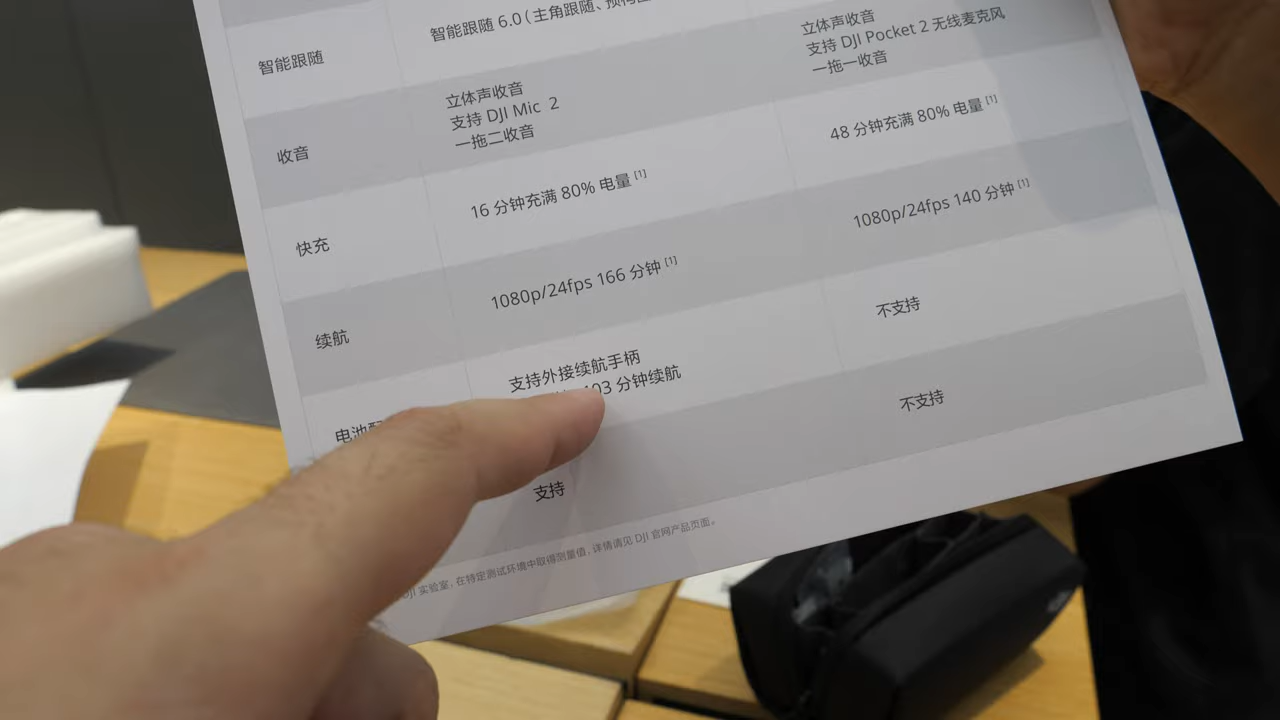 智能跟随
智能跟随 6.0（主角跟随、预构
收音
立体声收音
支持 DJI Mic 2
一拖二收音
立体声收音
支持 DJI Pocket 2 无线麦克风
一拖一收音
快充
16 分钟充满 80% 电量 [1]
48 分钟充满 80% 电量 [1]
续航
1080p/24fps 166 分钟 [1]
1080p/24fps 140 分钟 [1]
电池
支持外接续航手柄
03 分钟续航
不支持
支持
不支持
DJI 实验室，在特定测试环境中取得测量值，详情请见 DJI 官网产品页面。